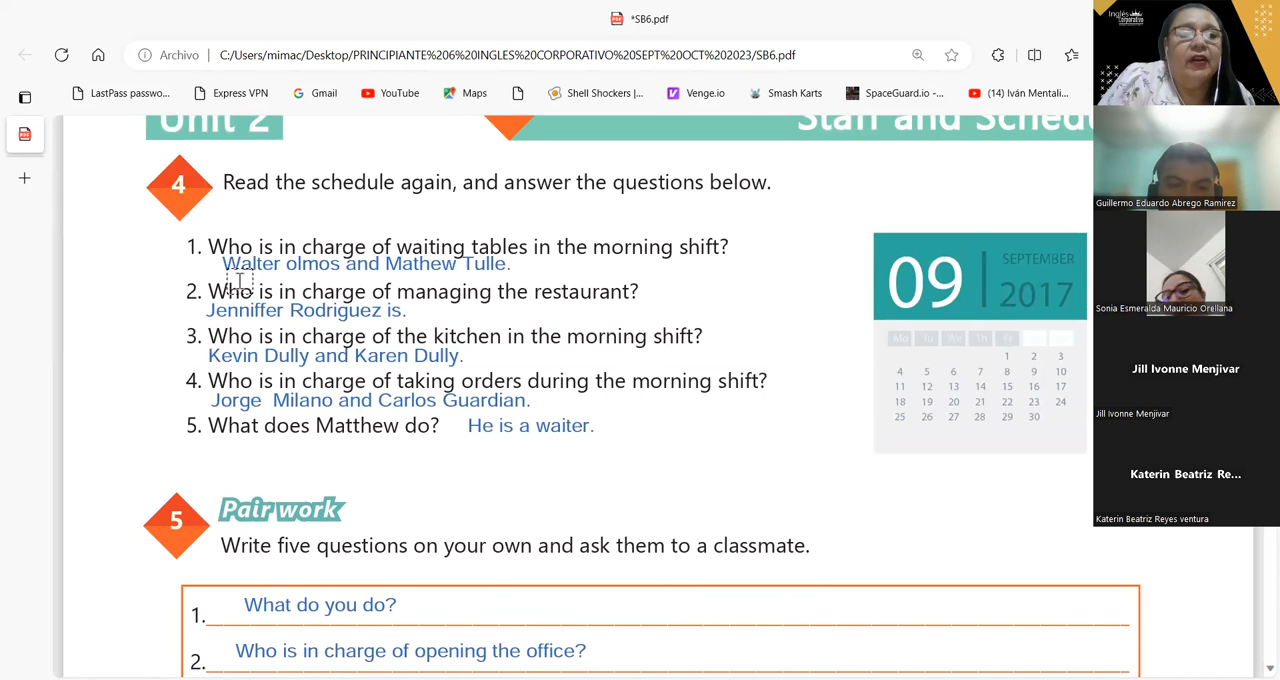 *SB6.pdf
Archivo
C:/Users/mimac/Desktop/PRINCIPIANTE%206%20INGLES%20CORPORATIVO%20SEPT%20OCT%202023/SB6.pdf
LastPass passwo...
Express VPN
Gmail
YouTube
Maps
Shell Shockers |...
Venge.io
Smash Karts
SpaceGuard.io -...
(14) Iván Mentali...
Inglés
Corporativo
Unit 2
Staff and Schedu
4
Read the schedule again, and answer the questions below.
1. Who is in charge of waiting tables in the morning shift?
Walter olmos and Mathew Tulle.
2. Who is in charge of managing the restaurant?
Jenniffer Rodriguez is.
3. Who is in charge of the kitchen in the morning shift?
Kevin Dully and Karen Dully.
4. Who is in charge of taking orders during the morning shift?
Jorge Milano and Carlos Guardian.
5. What does Matthew do? He is a waiter.
09
SEPTEMBER
2017
Mo Tu We Th Fr
1 2 3
4 5 6 7 8 9 10
11 12 13 14 15 16 17
18 19 20 21 22 23 24
25 26 27 28 29 30
5
Pair work
Write five questions on your own and ask them to a classmate.
1. What do you do?
2. Who is in charge of opening the office?
Guillermo Eduardo Abrego Ramirez
Sonia Esmeralda Mauricio Orellana
Jill Ivonne Menjivar
Jill Ivonne Menjivar
Katerin Beatriz Re...
Katerin Beatriz Reyes ventura